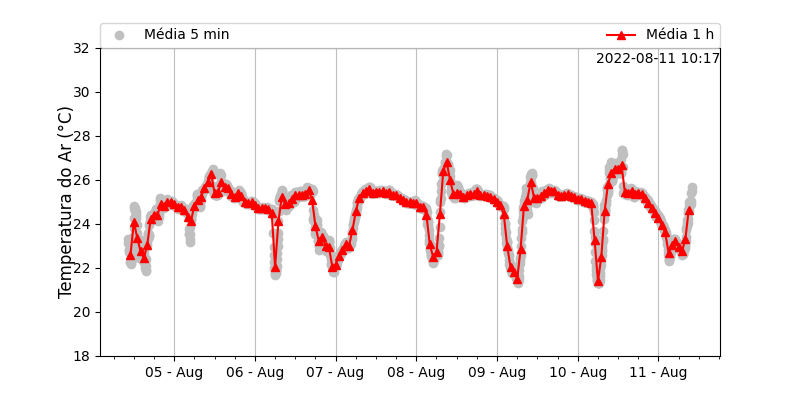 Média 5 min
Média 1 h
2022-08-11 10:17
Temperatura do Ar (°C)
32
30
28
26
24
22
20
18
05 - Aug
06 - Aug
07 - Aug
08 - Aug
09 - Aug
10 - Aug
11 - Aug